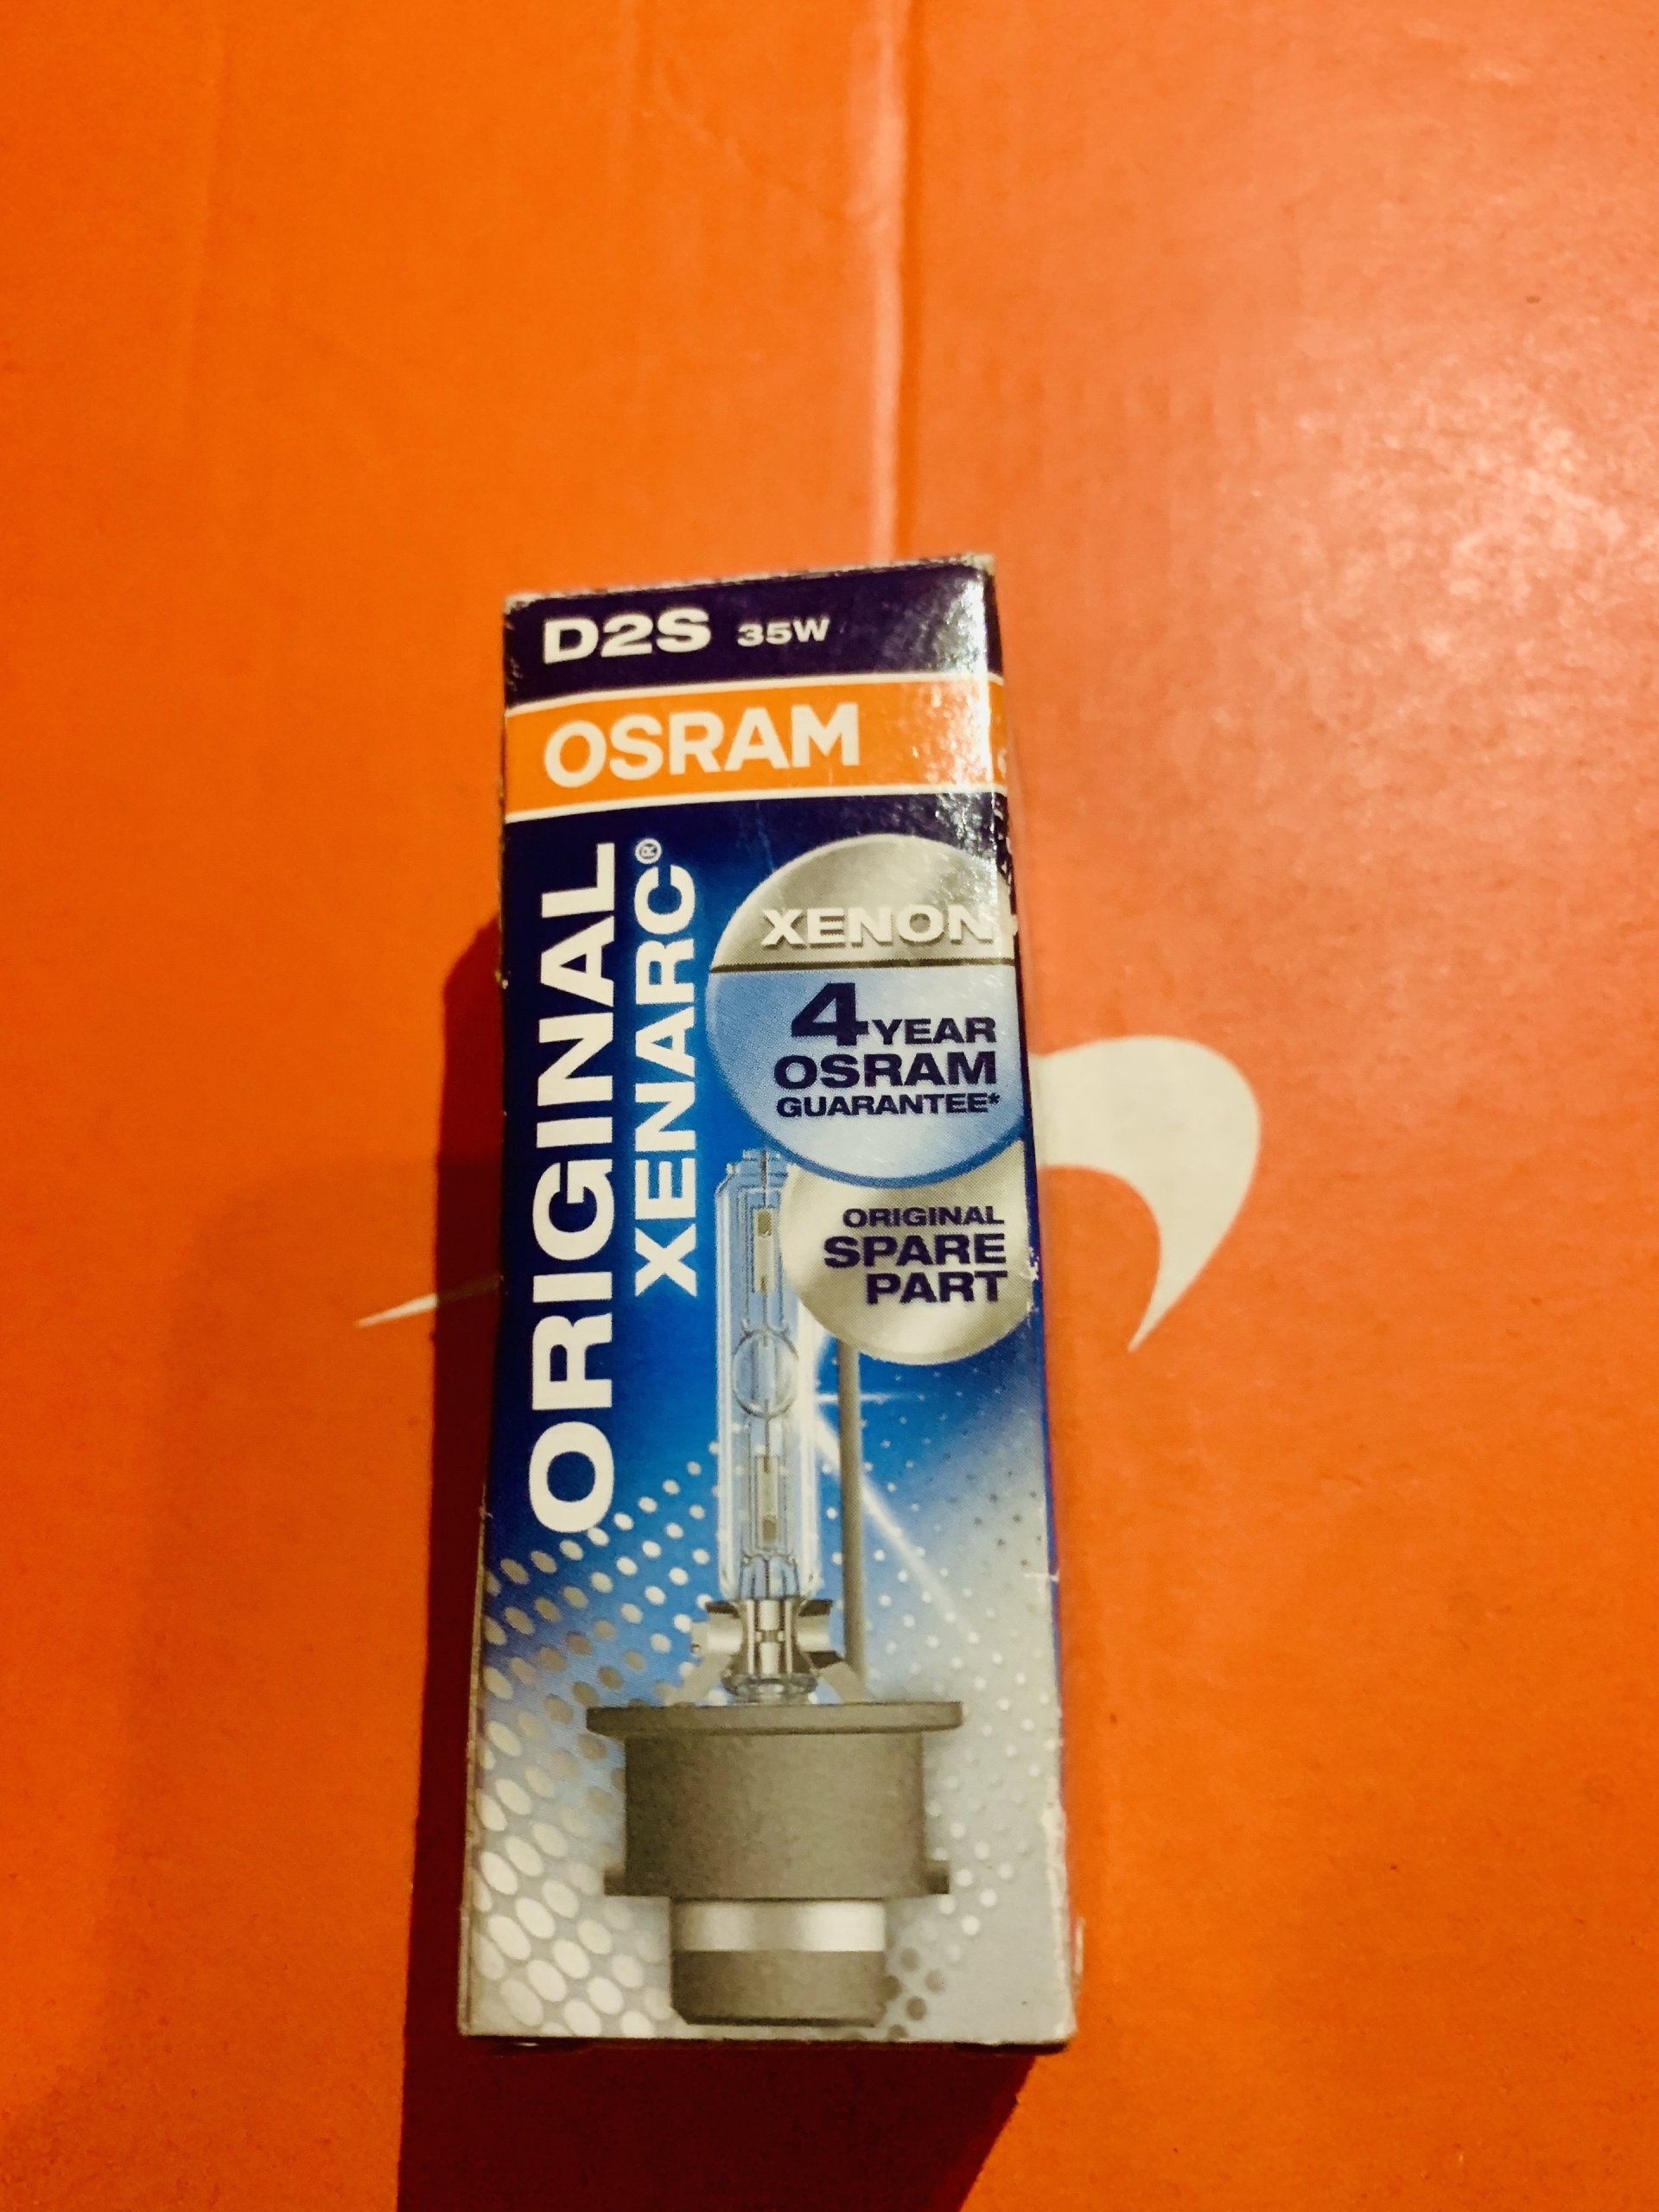 D2S 35W
OSRAM
ORIGINAL
XENARC®
XENON
4 YEAR
OSRAM
GUARANTEE*
ORIGINAL
SPARE
PART